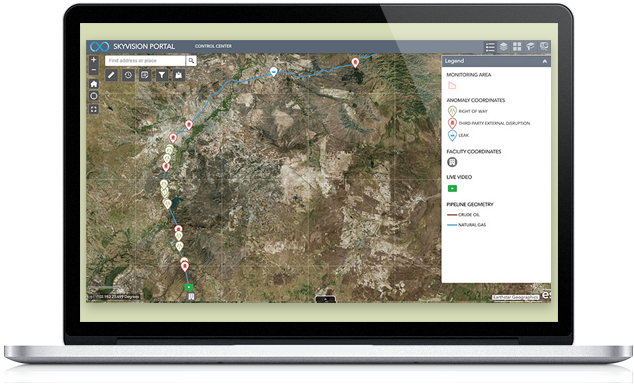 SKYVISION PORTAL
CONTROL CENTER
Find address or place
Legend
MONITORING AREA
ANOMALY COORDINATES
RIGHT OF WAY
THIRD-PARTY EXTERNAL DISRUPTION
LEAK
FACILITY COORDINATES
LIVE VIDEO
PIPELINE GEOMETRY
CRUDE OIL
NATURAL GAS
Earthstar Geographics